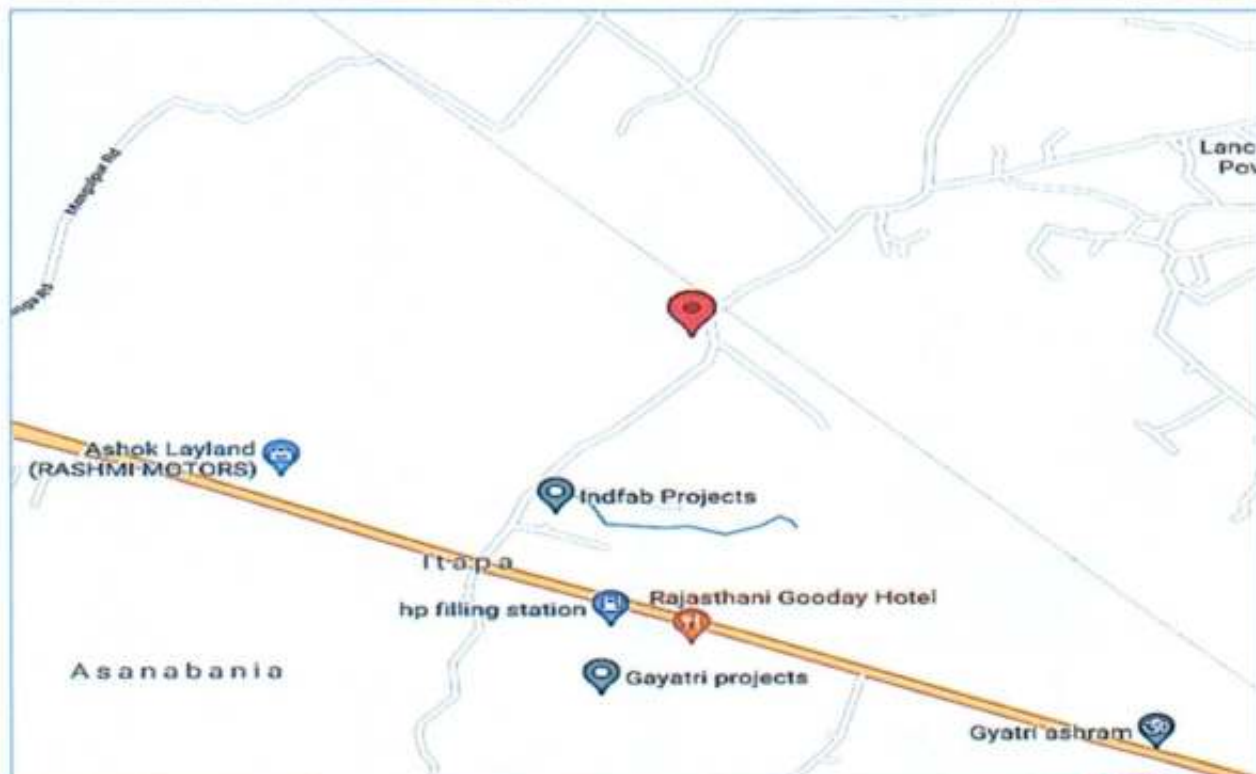 Lanc
Pov
Ashok Layland
(RASHMI MOTORS)
Indfab Projects
Itapa
hp filling station
Rajasthani Gooday Hotel
Asanabania
Gayatri projects
Gyatri ashram